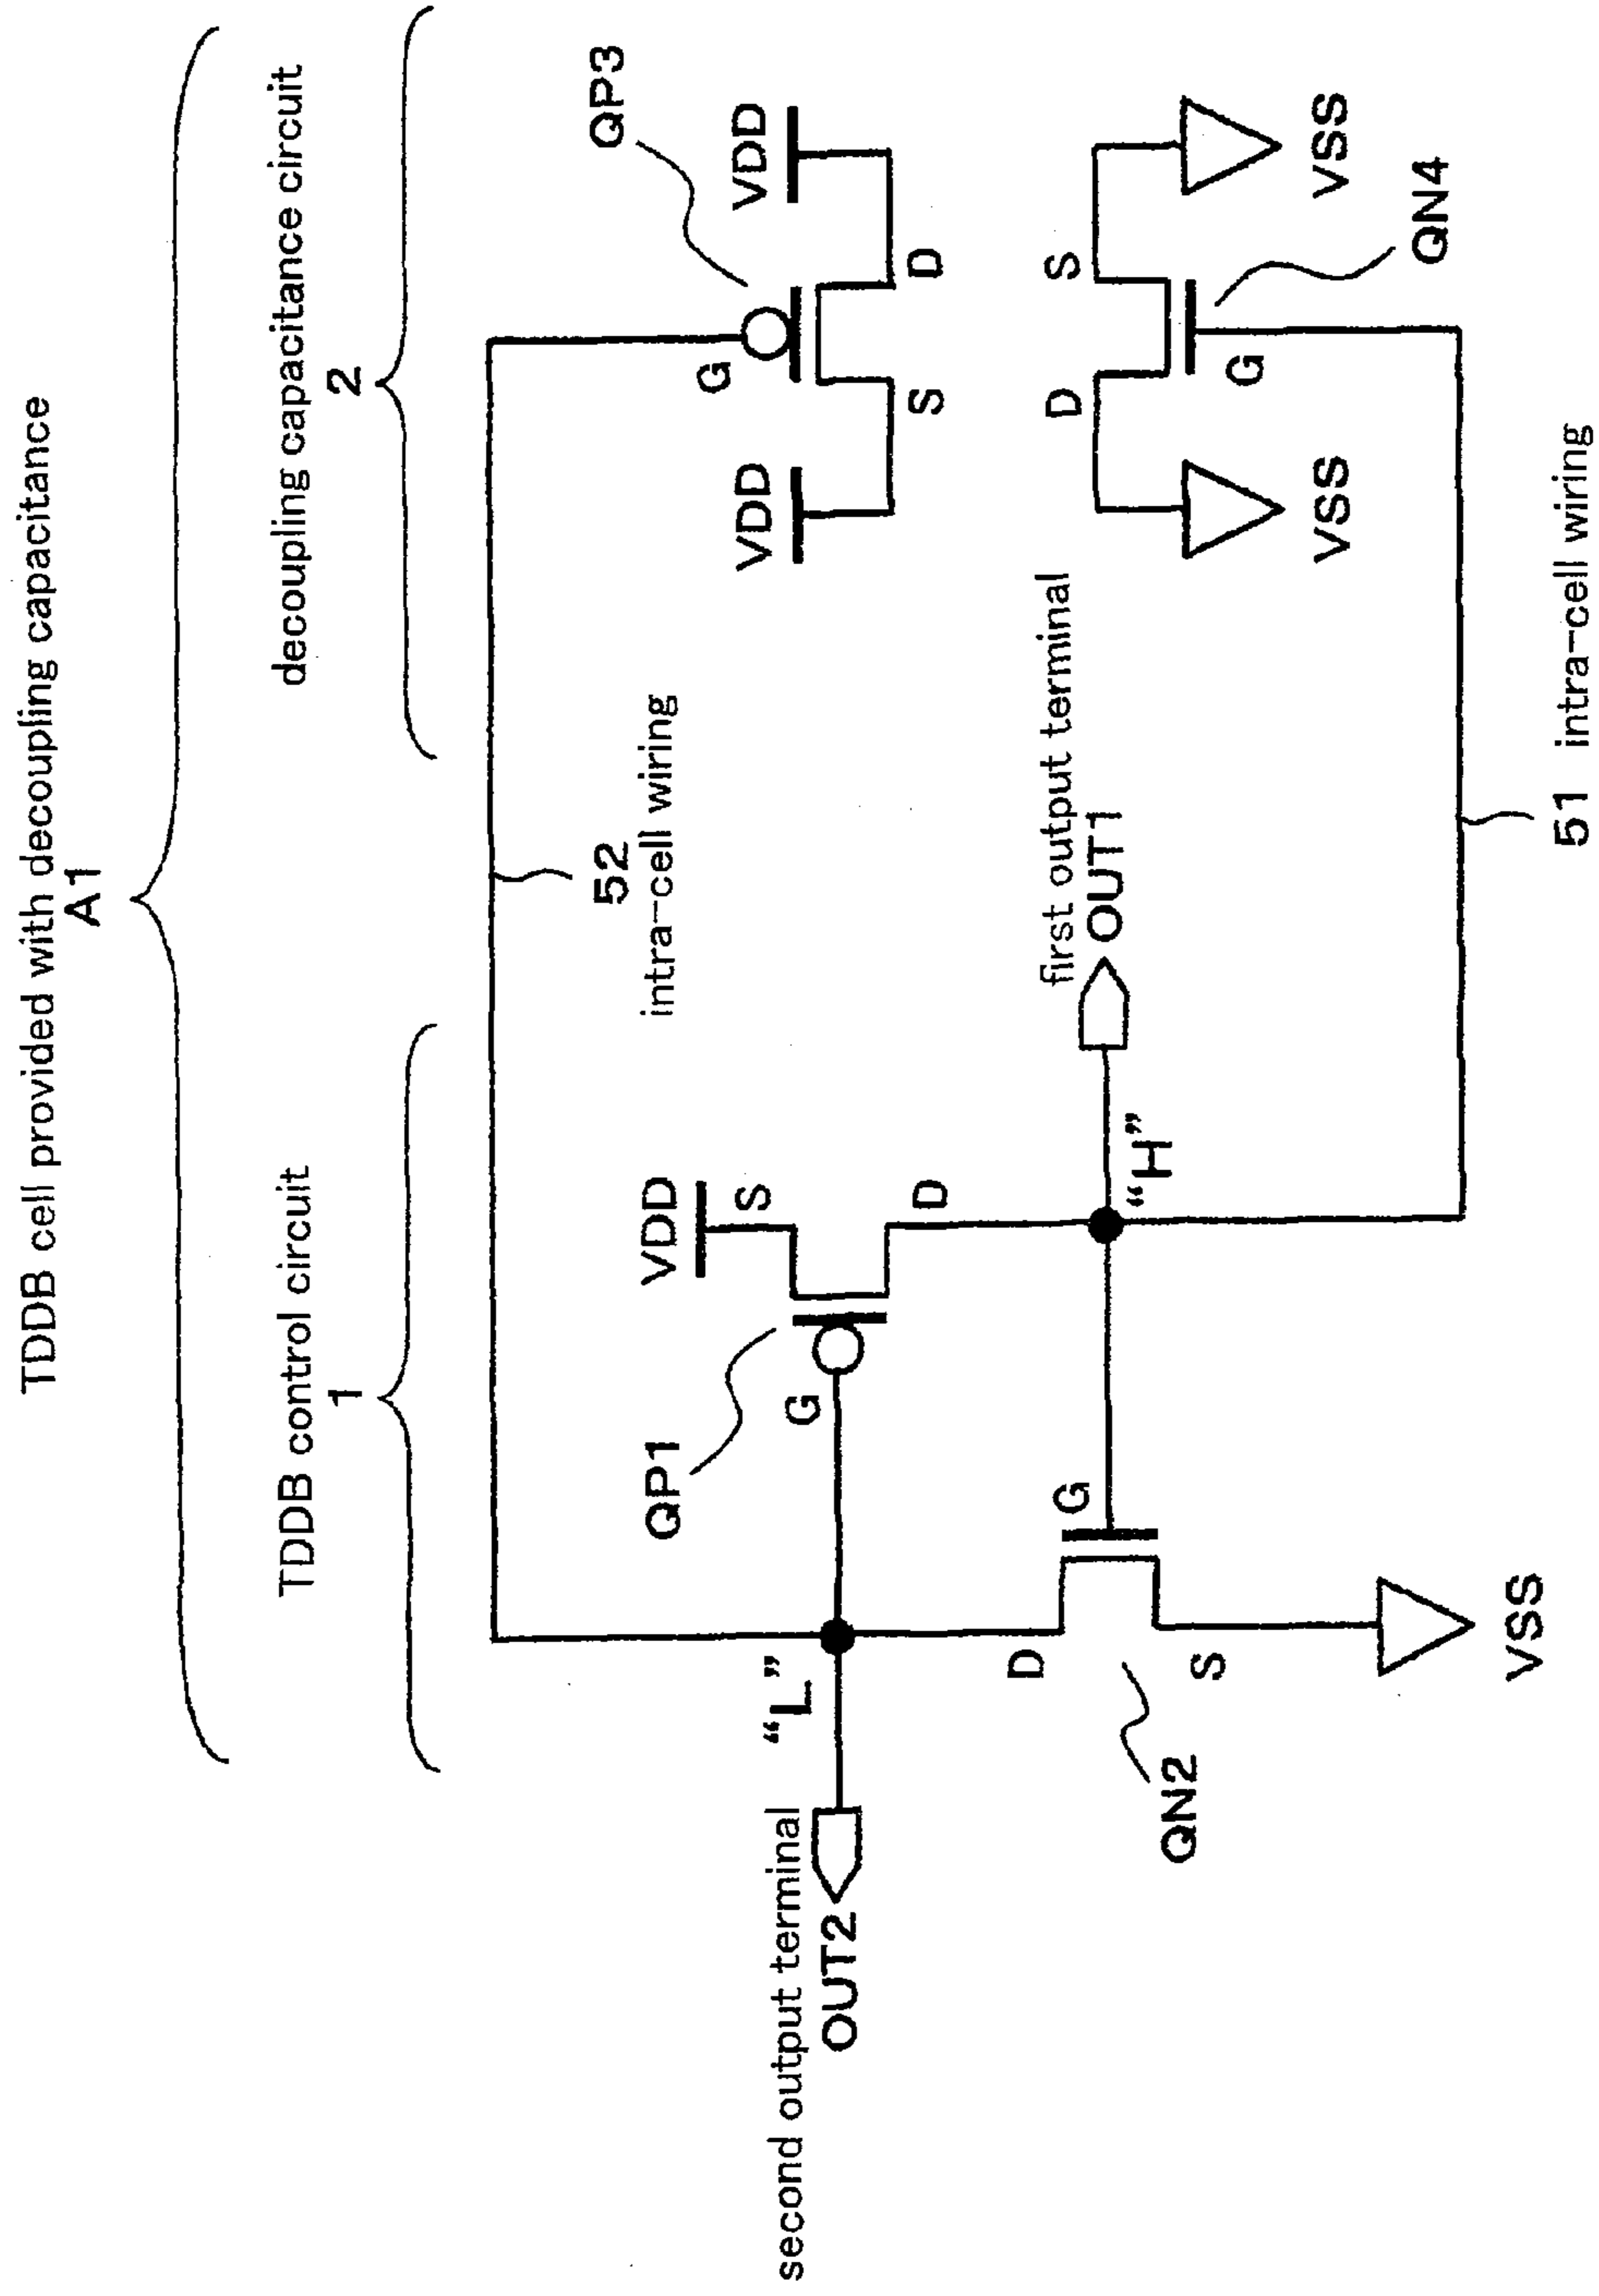 TDDB cell provided with decoupling capacitance
A1
TDDB control circuit
1
decoupling capacitance circuit
2
52
intra-cell wiring
QP3
VDD
VDD
G
S
D
VDD
S
QP1
G
D
second output terminal
OUT2
“L”
first output terminal
OUT1
“H”
D
G
S
QN2
VSS
D
S
G
VSS
VSS
QN4
51 intra-cell wiring